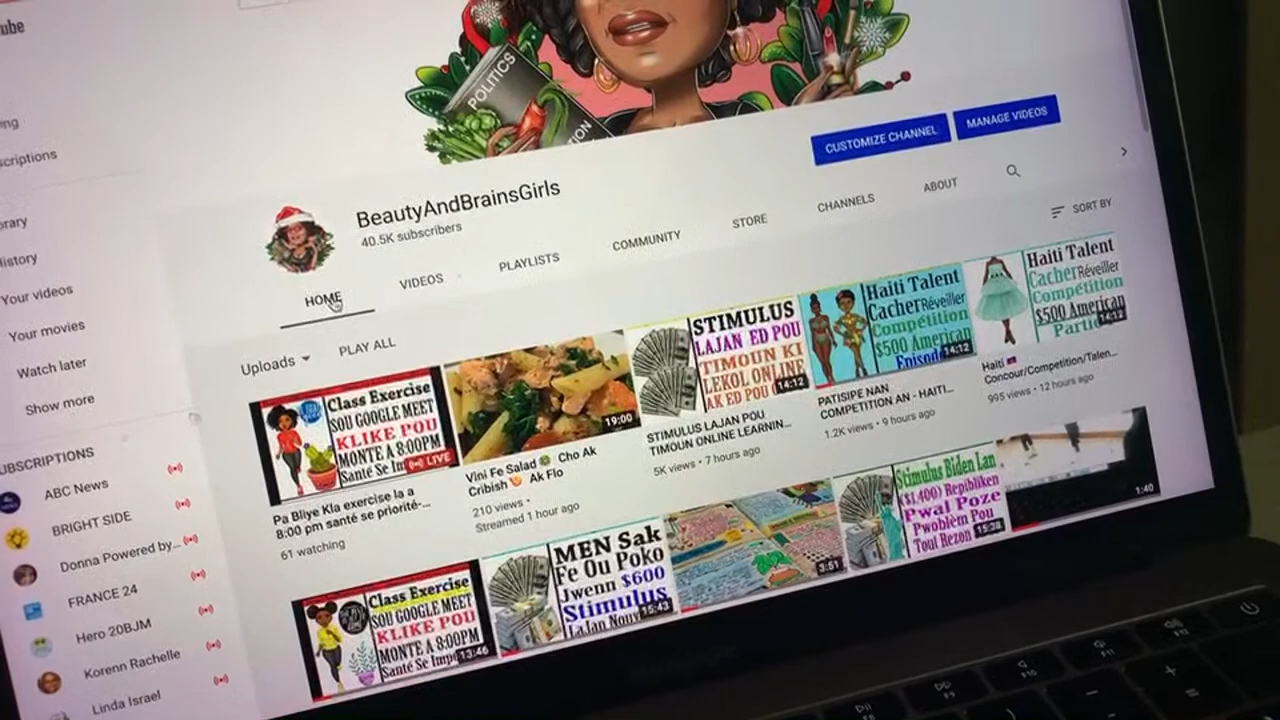 POLITICS
CUSTOMIZE CHANNEL
MANAGE VIDEOS
BeautyAndBrainsGirls
40.5K subscribers
HOME
VIDEOS
PLAYLISTS
COMMUNITY
STORE
CHANNELS
ABOUT
Uploads
PLAY ALL
SORT BY
Your videos
Your movies
Watch later
Show more
ABC News
BRIGHT SIDE
Donna Powered by...
FRANCE 24
Hero 20BJM
Korenn Rachelle
Linda Israel
Class Exercise
SOU GOOGLE MEET
KLIKE POU
MONTE A 8:00PM
Santé Se Im
LIVE
Pa Bliye Kla exercise la a
8:00 pm santé se priorité-...
61 watching
19:00
Vini Fe Salad Cho Ak
Cribish Ak Flo
210 views •
Streamed 1 hour ago
STIMULUS
LAJAN ED POU
TIMOUN KI
LEKOL ONLINE
AK ED POU
14:12
STIMULUS LAJAN POU
TIMOUN ONLINE LEARNIN...
5K views • 7 hours ago
Haiti Talent
Cacher Réveiller
Compétition
$500 American
Episode
14:12
PATISIPE NAN
COMPETITION AN - HAITI...
1.2K views • 9 hours ago
Haiti Talent
Cacher Réveiller
Compétition
$500 American
Partie
14:12
Haiti
Concour/Competition/Talen...
995 views • 12 hours ago
Class Exercise
SOU GOOGLE MEET
KLIKE POU
MONTE A 8:00PM
Santé Se Imp
13:46
MEN Sak
Fe Ou Poko
Jwenn $600
Stimulus
LaJan Nouv
15:43
3:51
Stimulus Biden Lan
($1,400) Repibliken
Pwal Poze
Pwoblèm Pou
Tout Rezon
15:38
1:40